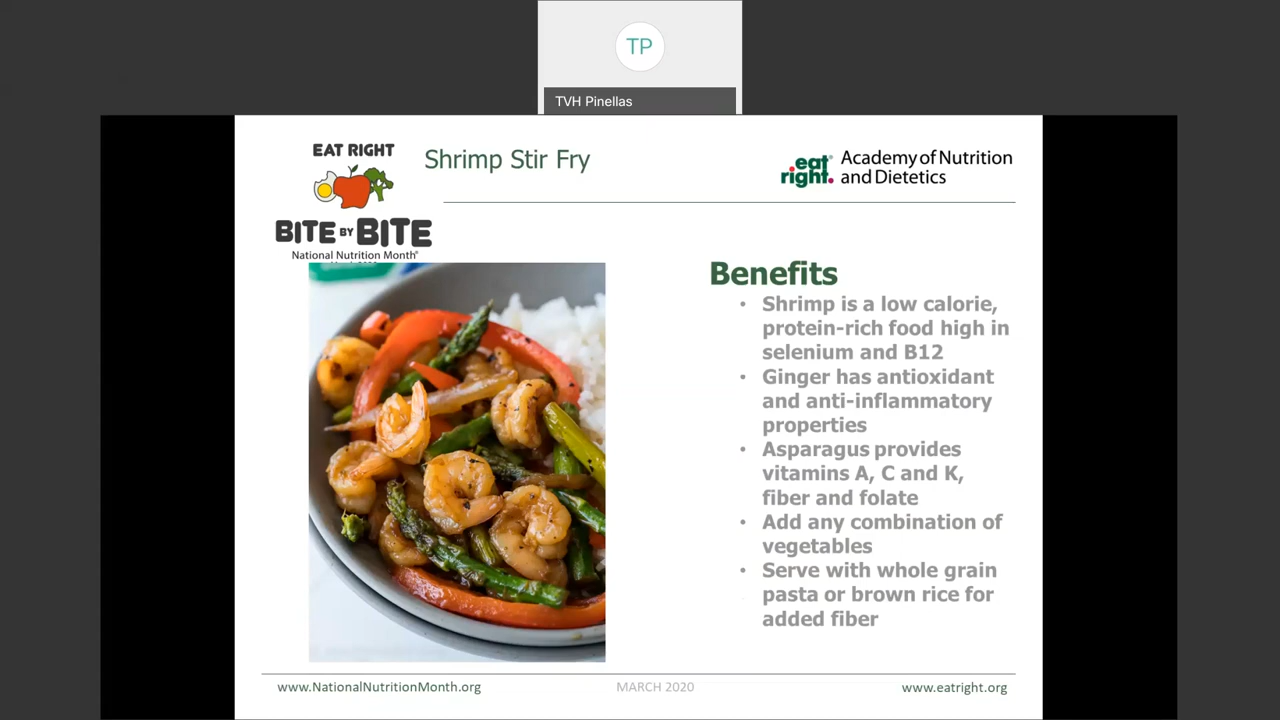 TP
TVH Pinellas
EAT RIGHT
BITE BY BITE
National Nutrition Month®
Shrimp Stir Fry
eat right.
Academy of Nutrition
and Dietetics
Benefits
• Shrimp is a low calorie,
protein-rich food high in
selenium and B12
• Ginger has antioxidant
and anti-inflammatory
properties
• Asparagus provides
vitamins A, C and K,
fiber and folate
• Add any combination of
vegetables
• Serve with whole grain
pasta or brown rice for
added fiber
www.NationalNutritionMonth.org
MARCH 2020
www.eatright.org